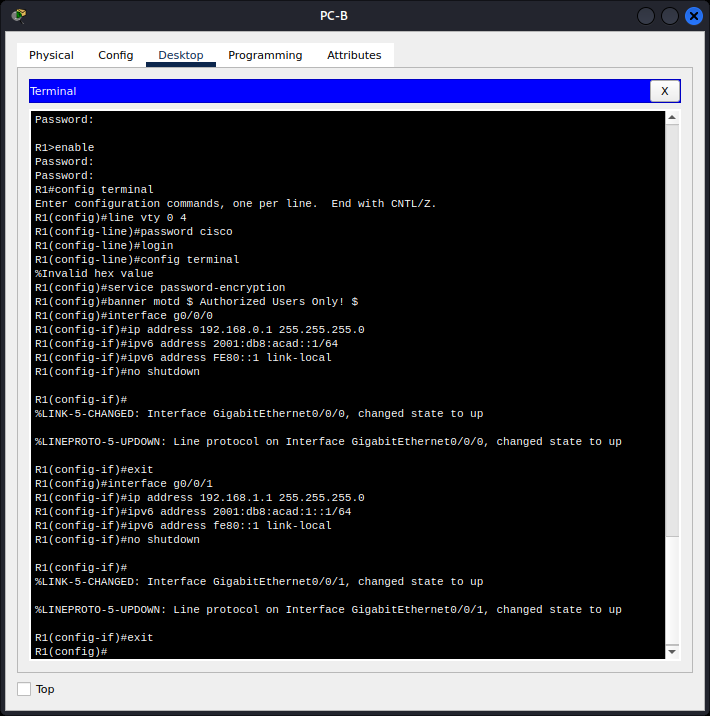 PC-B
Physical Config Desktop Programming Attributes
Terminal X
Password:
R1>enable
Password:
Password:
R1#config terminal
Enter configuration commands, one per line.  End with CNTL/Z.
R1(config)#line vty 0 4
R1(config-line)#password cisco
R1(config-line)#login
R1(config-line)#config terminal
%Invalid hex value
R1(config)#service password-encryption
R1(config)#banner motd $ Authorized Users Only! $
R1(config)#interface g0/0/0
R1(config-if)#ip address 192.168.0.1 255.255.255.0
R1(config-if)#ipv6 address 2001:db8:acad::1/64
R1(config-if)#ipv6 address FE80::1 link-local
R1(config-if)#no shutdown
R1(config-if)#
%LINK-5-CHANGED: Interface GigabitEthernet0/0/0, changed state to up
%LINEPROTO-5-UPDOWN: Line protocol on Interface GigabitEthernet0/0/0, changed state to up
R1(config-if)#exit
R1(config)#interface g0/0/1
R1(config-if)#ip address 192.168.1.1 255.255.255.0
R1(config-if)#ipv6 address 2001:db8:acad:1::1/64
R1(config-if)#ipv6 address fe80::1 link-local
R1(config-if)#no shutdown
R1(config-if)#
%LINK-5-CHANGED: Interface GigabitEthernet0/0/1, changed state to up
%LINEPROTO-5-UPDOWN: Line protocol on Interface GigabitEthernet0/0/1, changed state to up
R1(config-if)#exit
R1(config)#
Top